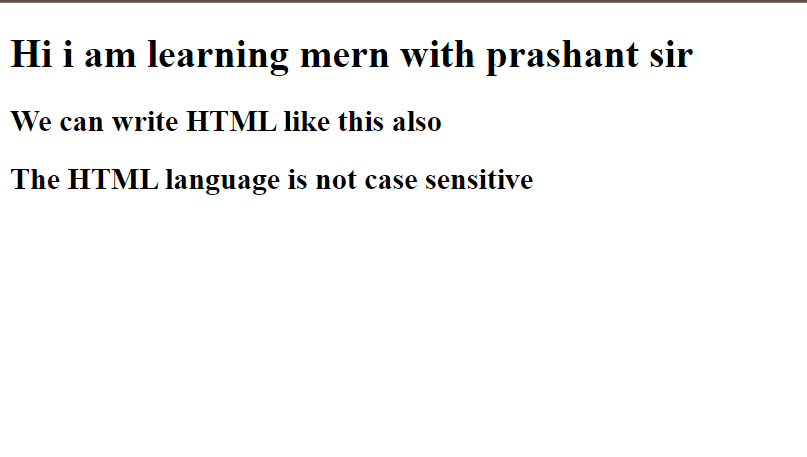 Hi i am learning mern with prashant sir
We can write HTML like this also
The HTML language is not case sensitive